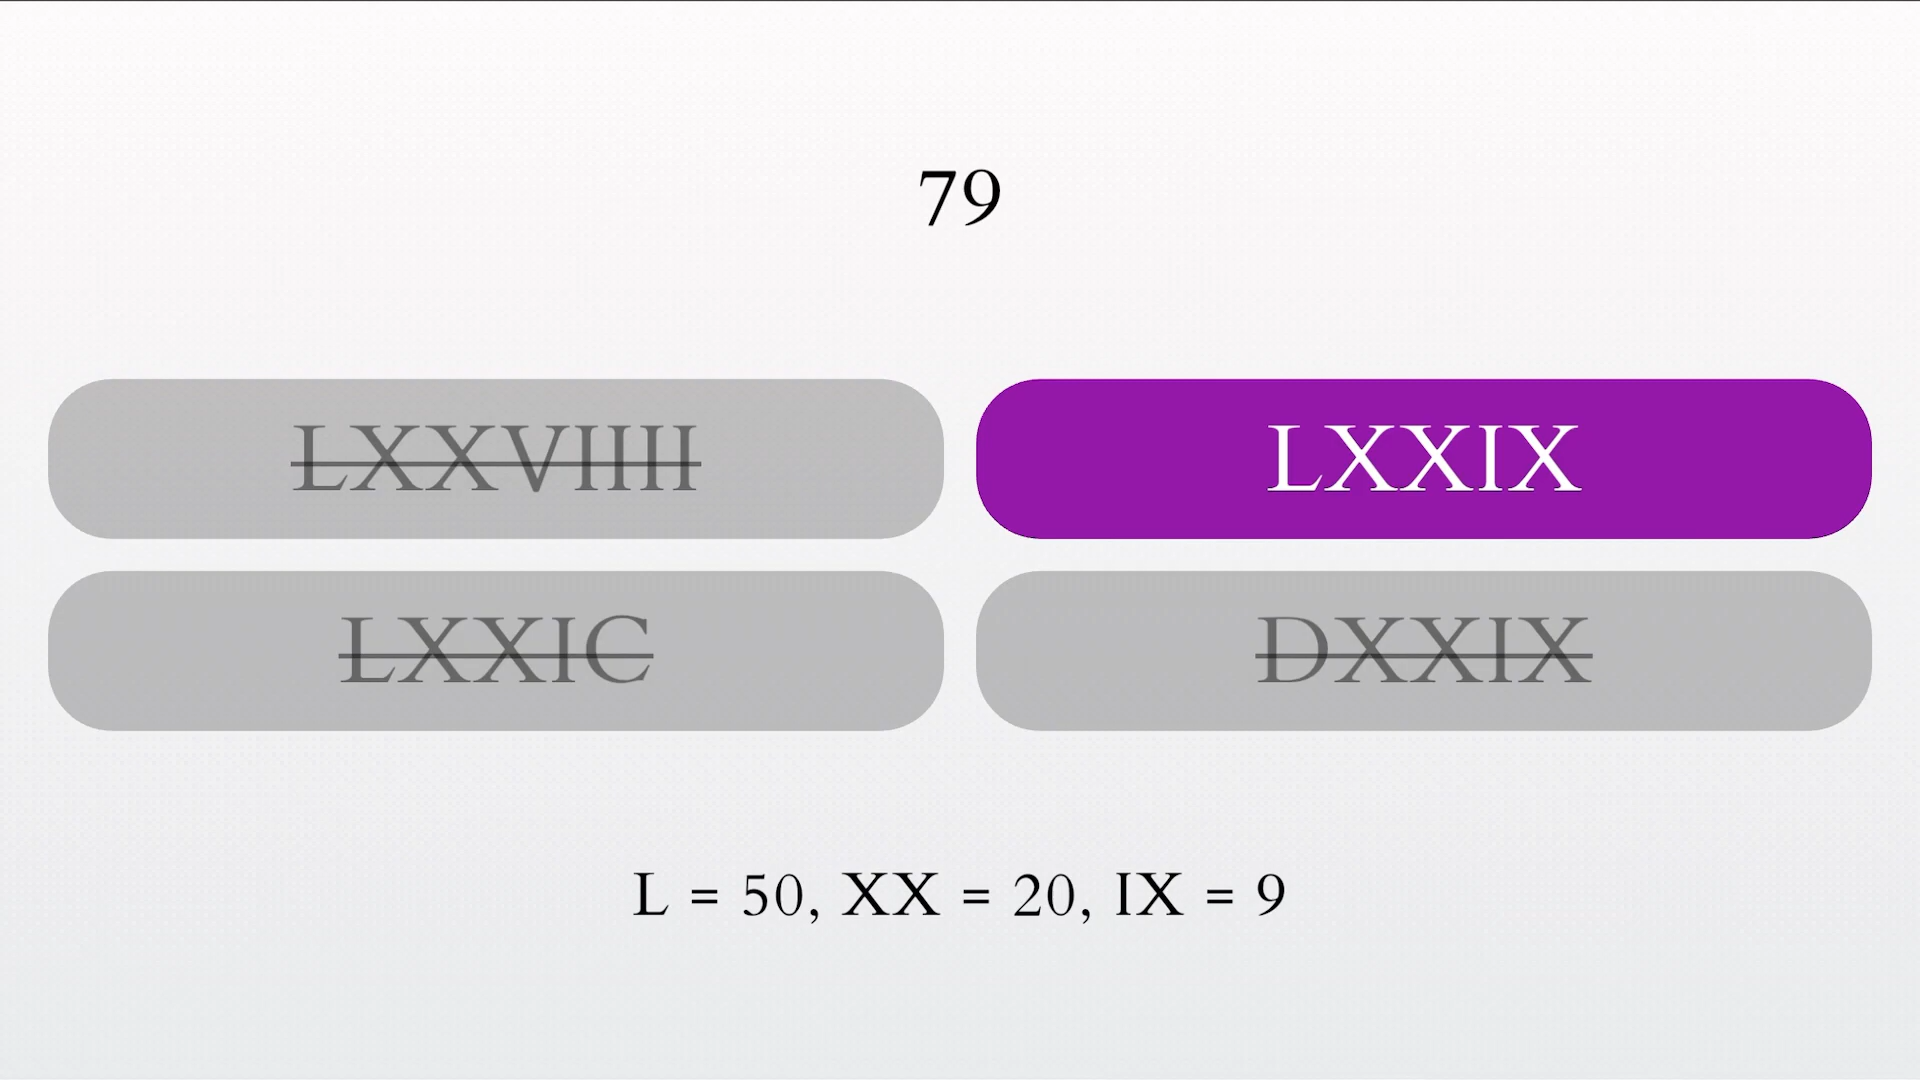 79
LXXVIIII
LXXIX
LXXIC
DXXIX
L = 50, XX = 20, IX = 9